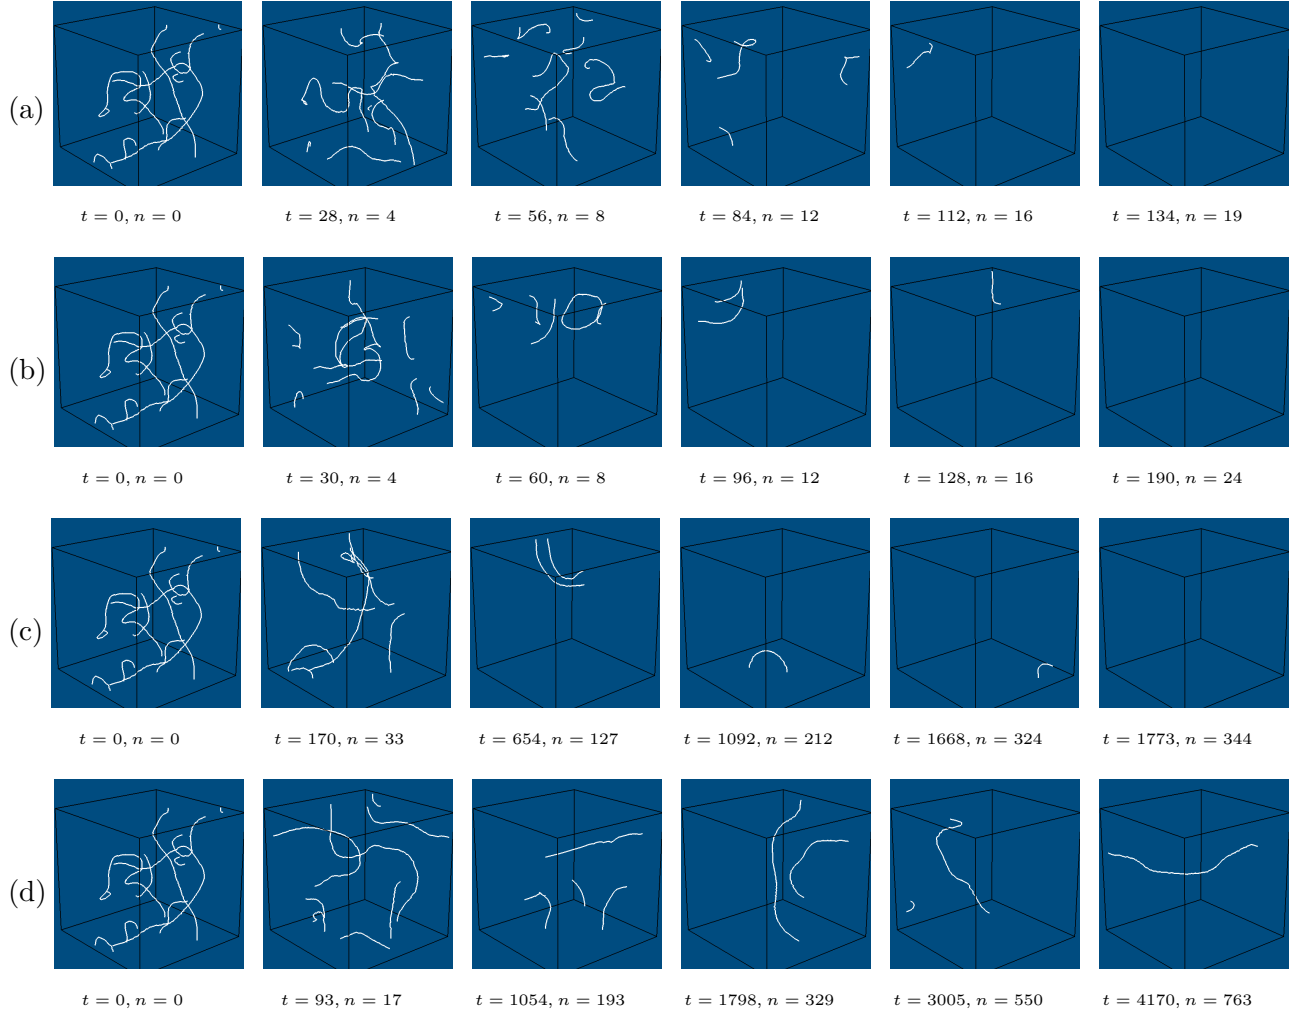 (a)
t = 0, n = 0 t = 28, n = 4 t = 56, n = 8 t = 84, n = 12 t = 112, n = 16 t = 134, n = 19
(b)
t = 0, n = 0 t = 30, n = 4 t = 60, n = 8 t = 96, n = 12 t = 128, n = 16 t = 190, n = 24
(c)
t = 0, n = 0 t = 170, n = 33 t = 654, n = 127 t = 1092, n = 212 t = 1668, n = 324 t = 1773, n = 344
(d)
t = 0, n = 0 t = 93, n = 17 t = 1054, n = 193 t = 1798, n = 329 t = 3005, n = 550 t = 4170, n = 763